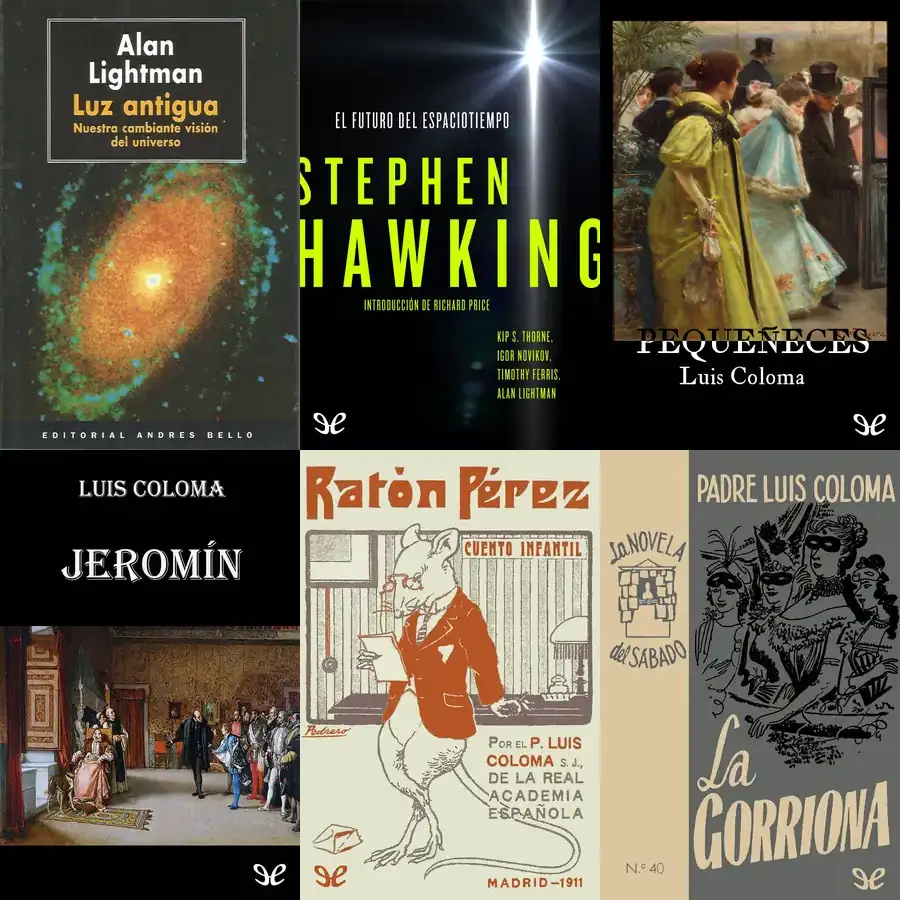 Alan
Lightman
Luz antigua
Nuestra cambiante visión
del universo
EDITORIAL ANDRES BELLO
EL FUTURO DEL ESPACIOTIEMPO
STEPHEN
HAWKING
INTRODUCCIÓN DE RICHARD PRICE
KIP S. THORNE,
IGOR NOVIKOV,
TIMOTHY FERRIS,
ALAN LIGHTMAN
PEQUEÑECES
Luis Coloma
LUIS COLOMA
JEROMÍN
Ratòn Pérez
CUENTO INFANTIL
Pedrero
POR EL P. LUIS
COLOMA S. J.,
DE LA REAL
ACADEMIA
ESPAÑOLA
MADRID-1911
La NOVELA
del SÁBADO
N.º 40
PADRE LUIS COLOMA
La
GORRIONA